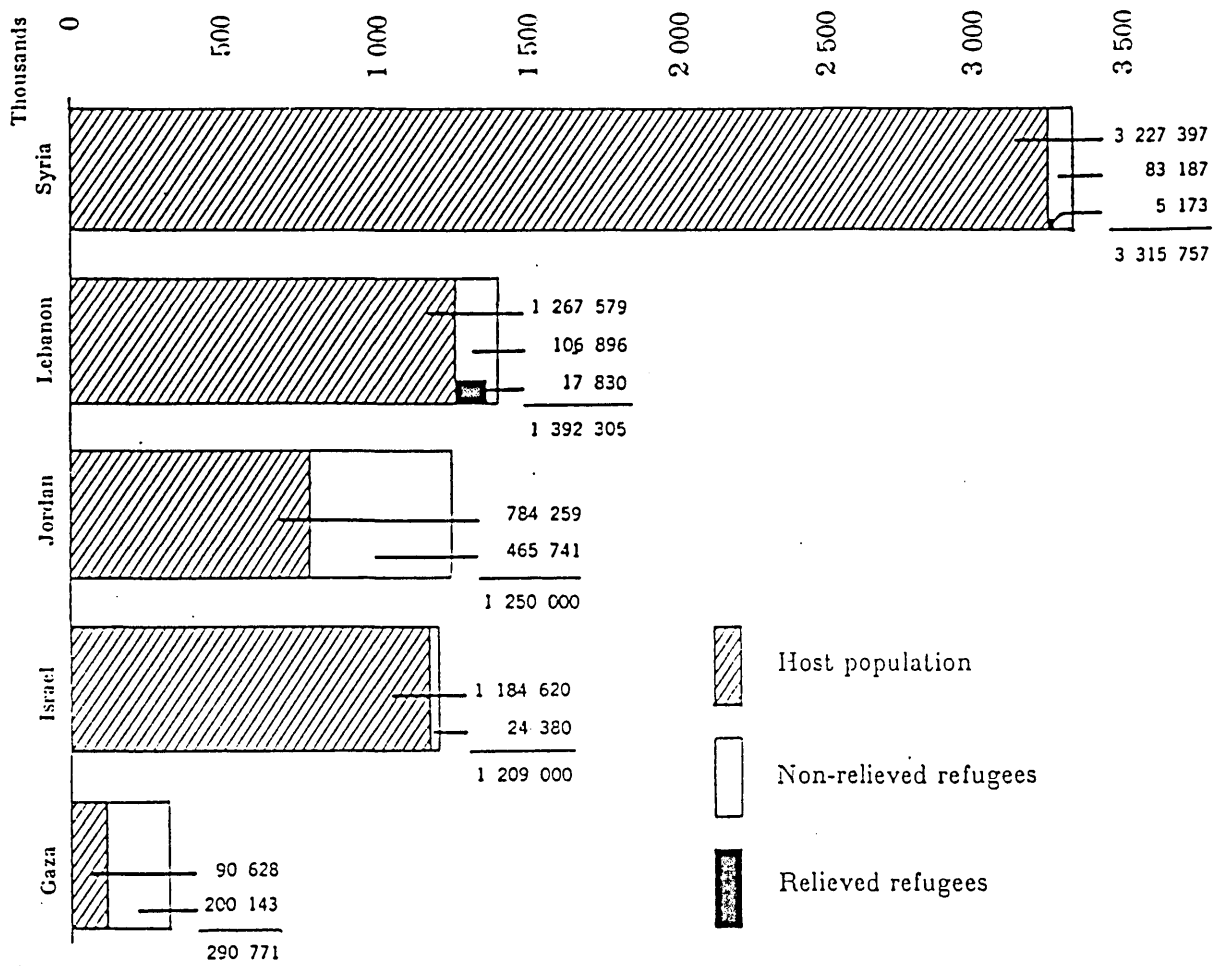 Thousands
0
500
1 000
1 500
2 000
2 500
3 000
3 500
Syria
3 227 397
83 187
5 173
3 315 757
Lebanon
1 267 579
106 896
17 830
1 392 305
Jordan
784 259
465 741
1 250 000
Israel
1 184 620
24 380
1 209 000
Gaza
90 628
200 143
290 771
Host population
Non-relieved refugees
Relieved refugees